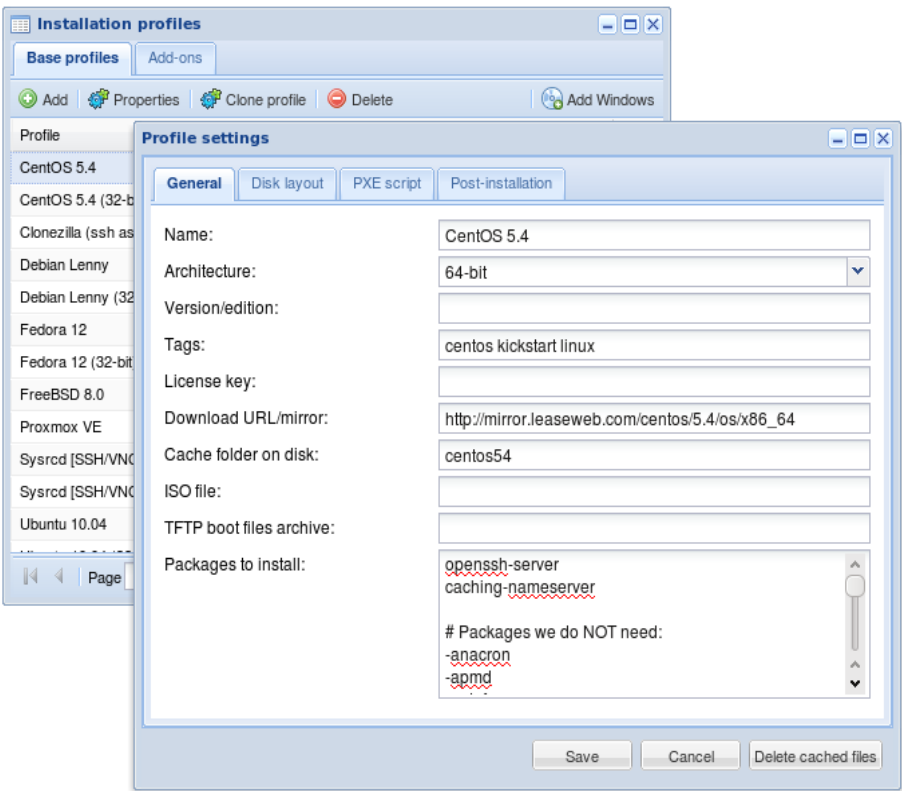 Installation profiles
Base profiles Add-ons
Add Properties Clone profile Delete Add Windows
Profile
CentOS 5.4
CentOS 5.4 (32-b
Clonezilla (ssh as
Debian Lenny
Debian Lenny (32
Fedora 12
Fedora 12 (32-bit
FreeBSD 8.0
Proxmox VE
Sysrcd [SSH/VNC
Sysrcd [SSH/VNC
Ubuntu 10.04
Page
Profile settings
General Disk layout PXE script Post-installation
Name: CentOS 5.4
Architecture: 64-bit
Version/edition:
Tags: centos kickstart linux
License key:
Download URL/mirror: http://mirror.leaseweb.com/centos/5.4/os/x86_64
Cache folder on disk: centos54
ISO file:
TFTP boot files archive:
Packages to install: openssh-server
caching-nameserver
# Packages we do NOT need:
-anacron
-apmd
Save Cancel Delete cached files